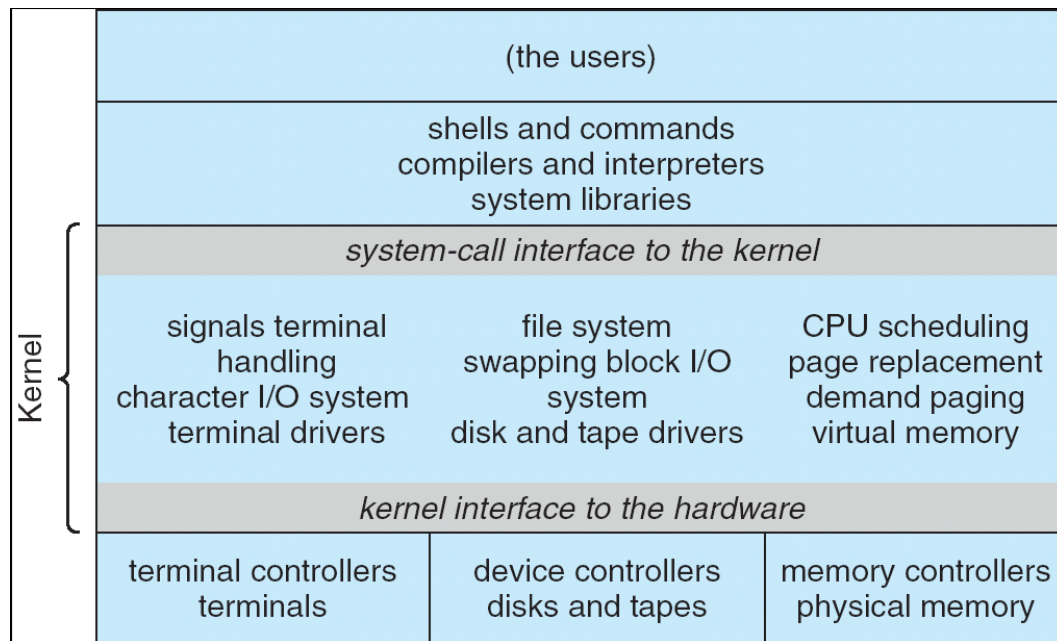 (the users)
shells and commands
compilers and interpreters
system libraries
Kernel
system-call interface to the kernel
signals terminal
handling
character I/O system
terminal drivers
file system
swapping block I/O
system
disk and tape drivers
CPU scheduling
page replacement
demand paging
virtual memory
kernel interface to the hardware
terminal controllers
terminals
device controllers
disks and tapes
memory controllers
physical memory